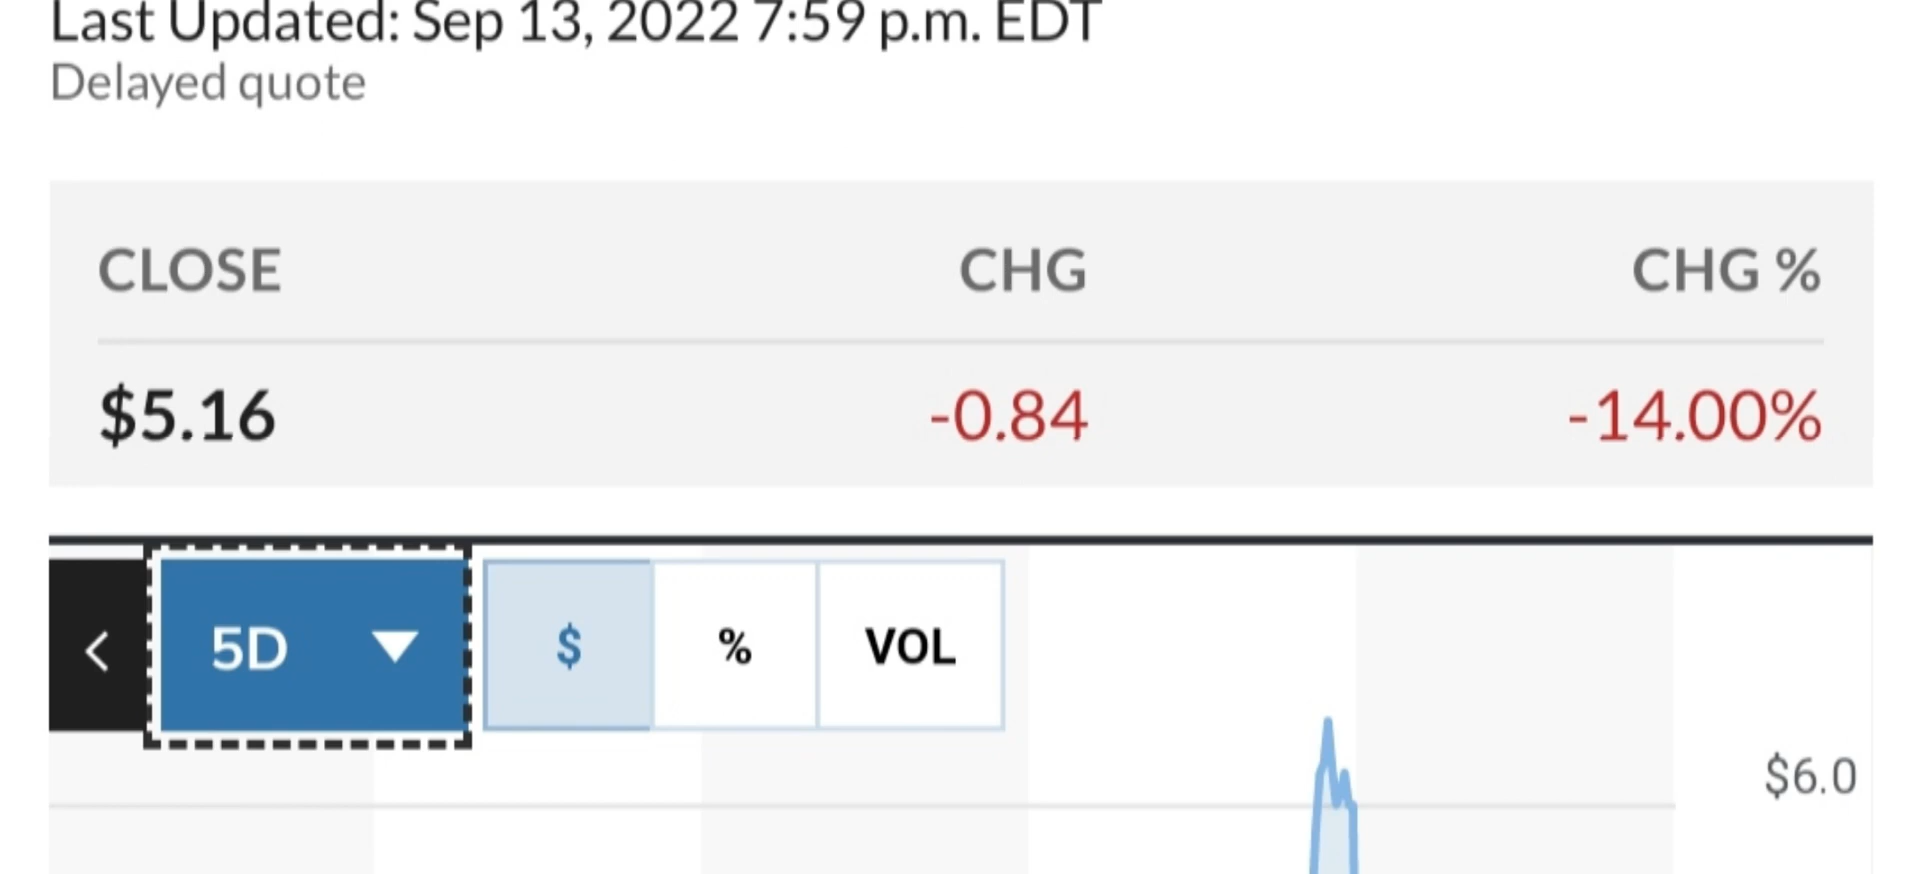 Last Updated: Sep 13, 2022 7:59 p.m. EDT
Delayed quote
CLOSE CHG CHG %
$5.16 -0.84 -14.00%
5D $ % VOL
$6.0